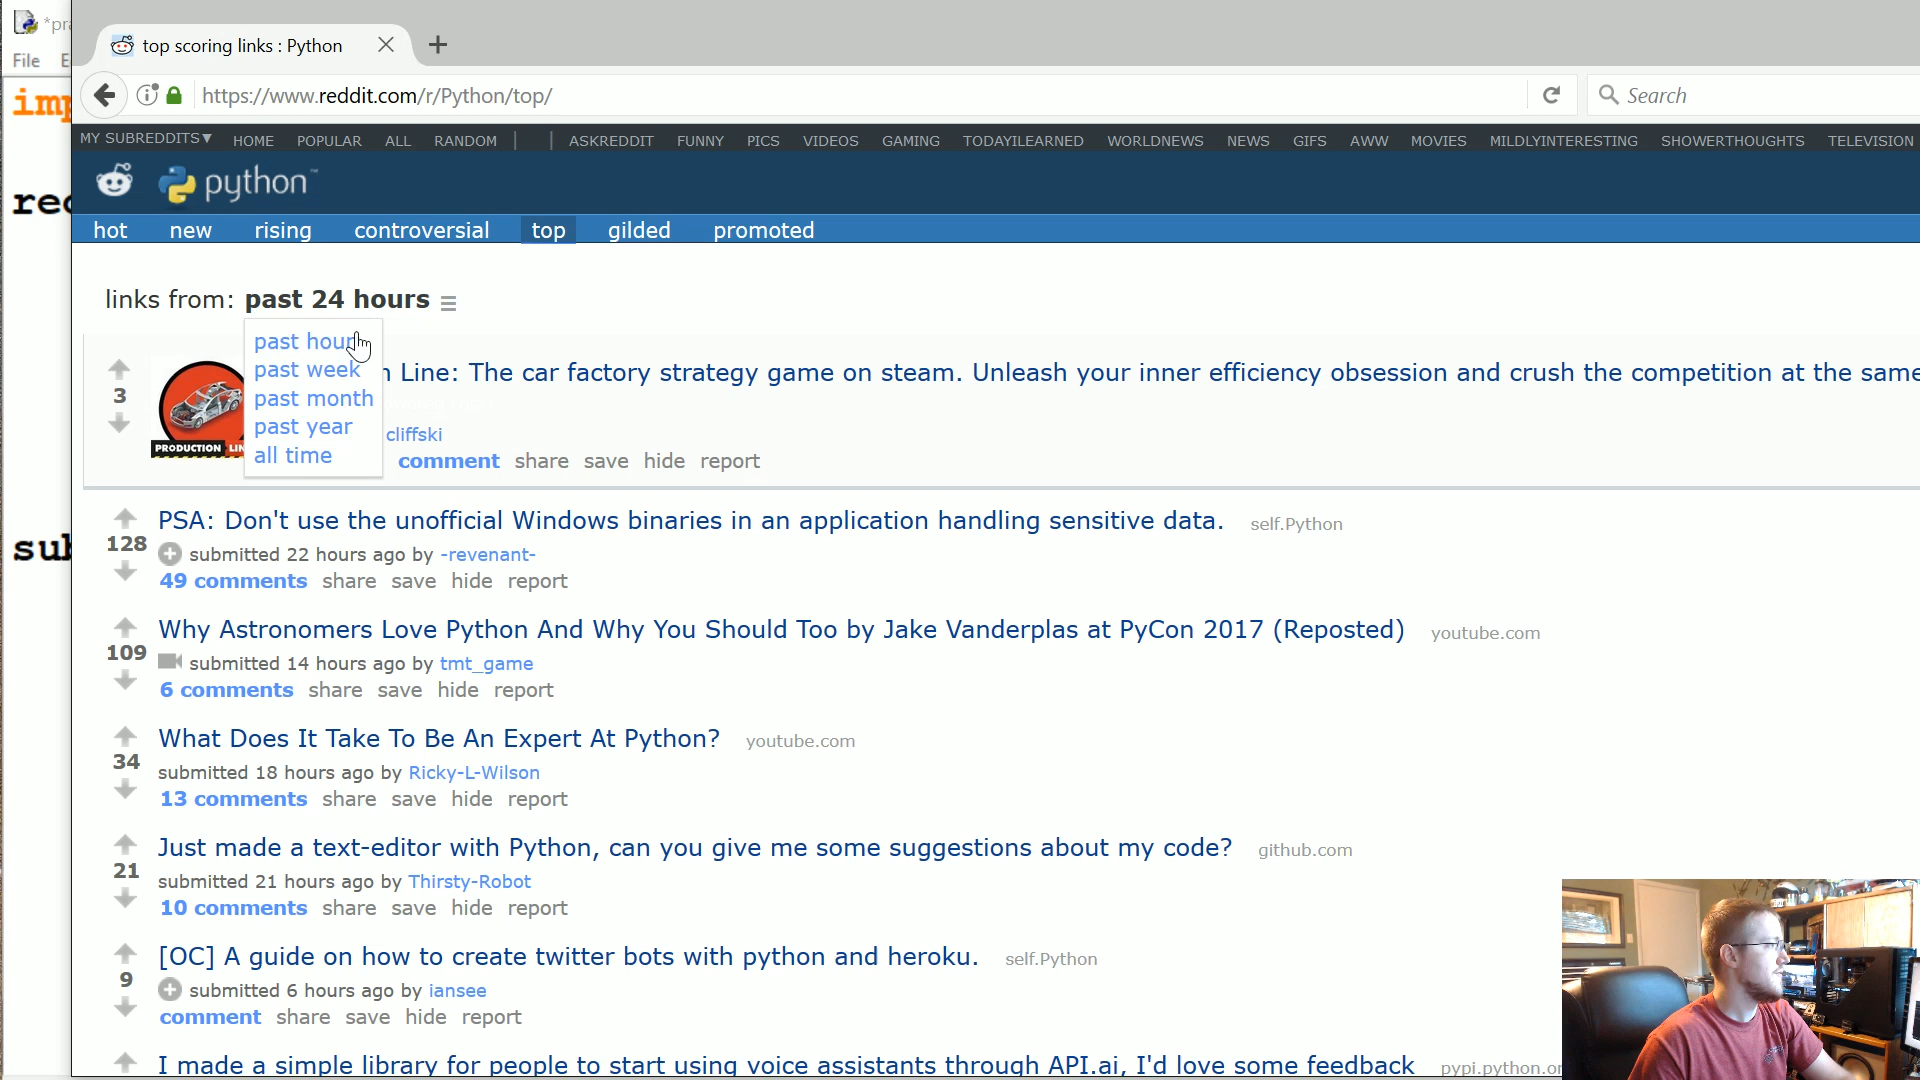 *pra
top scoring links : Python
File E
https://www.reddit.com/r/Python/top/
Search
imp
MY SUBREDDITS▼ HOME POPULAR ALL RANDOM | | ASKREDDIT FUNNY PICS VIDEOS GAMING TODAYILEARNED WORLDNEWS NEWS GIFS AWW MOVIES MILDLYINTERESTING SHOWERTHOUGHTS TELEVISION
python™
red
hot new rising controversial top gilded promoted
links from: past 24 hours
past hour
past week
past month
past year
all time
n Line: The car factory strategy game on steam. Unleash your inner efficiency obsession and crush the competition at the same
3
cliffski
PRODUCTION LIN
comment share save hide report
PSA: Don't use the unofficial Windows binaries in an application handling sensitive data. self.Python
128
submitted 22 hours ago by -revenant-
49 comments share save hide report
sub
Why Astronomers Love Python And Why You Should Too by Jake Vanderplas at PyCon 2017 (Reposted) youtube.com
109
submitted 14 hours ago by tmt_game
6 comments share save hide report
What Does It Take To Be An Expert At Python? youtube.com
34
submitted 18 hours ago by Ricky-L-Wilson
13 comments share save hide report
Just made a text-editor with Python, can you give me some suggestions about my code? github.com
21
submitted 21 hours ago by Thirsty-Robot
10 comments share save hide report
[OC] A guide on how to create twitter bots with python and heroku. self.Python
9
submitted 6 hours ago by iansee
comment share save hide report
I made a simple library for people to start using voice assistants through API.ai, I'd love some feedback pypi.python.or